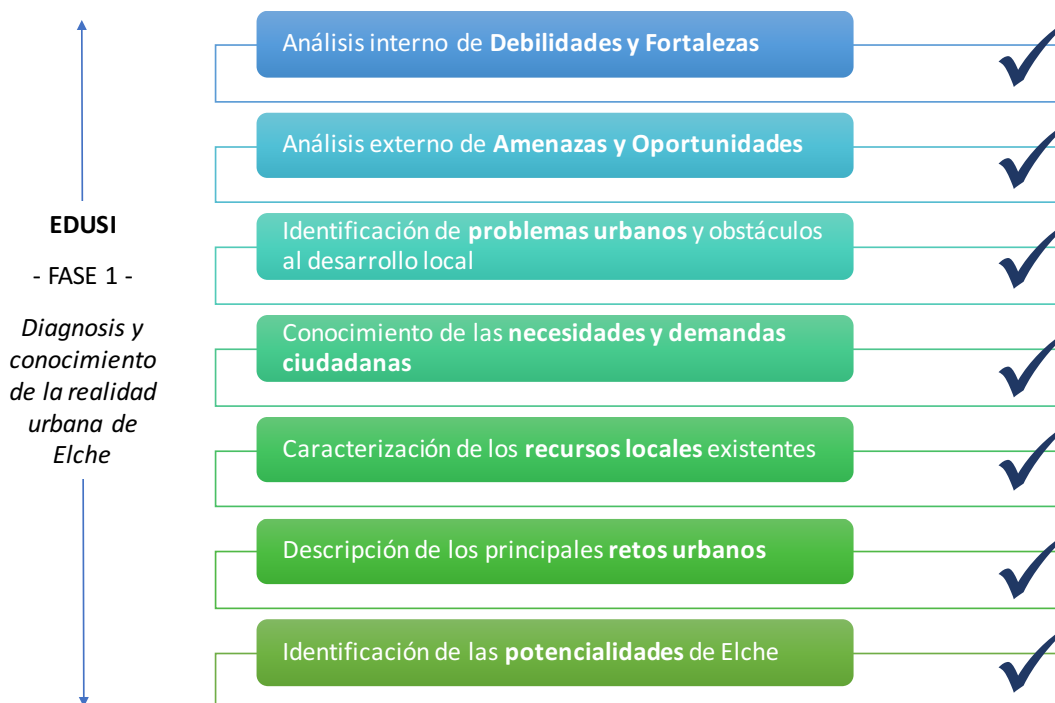 EDUSI
- FASE 1 -
Diagnosis y
conocimiento
de la realidad
urbana de
Elche
Análisis interno de Debilidades y Fortalezas
Análisis externo de Amenazas y Oportunidades
Identificación de problemas urbanos y obstáculos
al desarrollo local
Conocimiento de las necesidades y demandas
ciudadanas
Caracterización de los recursos locales existentes
Descripción de los principales retos urbanos
Identificación de las potencialidades de Elche